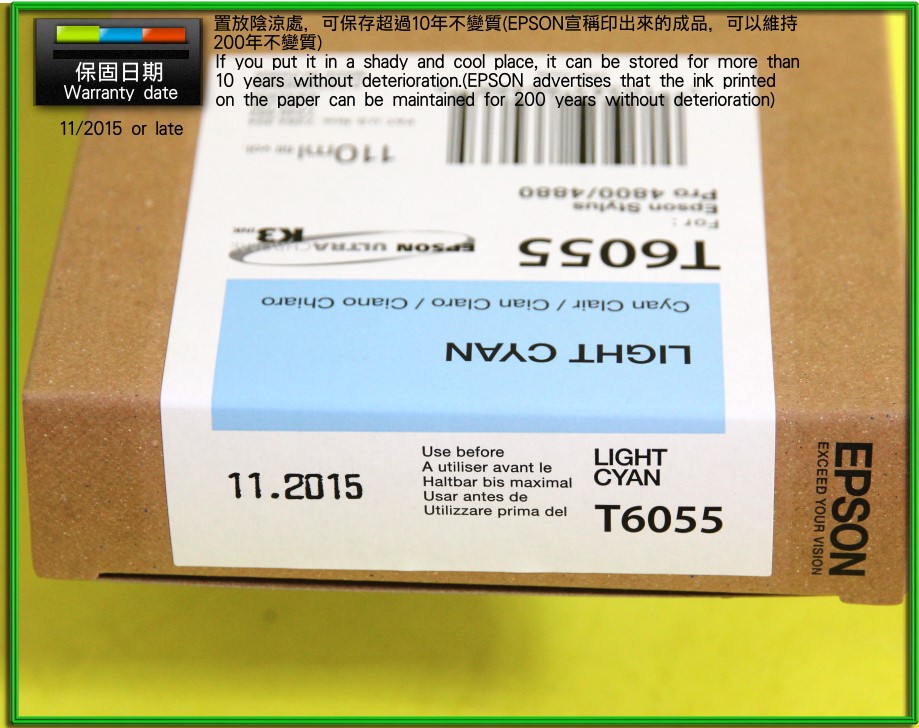 置放陰涼處，可保存超過10年不變質(EPSON宣稱印出來的成品，可以維持
200年不變質)
If you put it in a shady and cool place, it can be stored for more than
10 years without deterioration.(EPSON advertises that the ink printed
on the paper can be maintained for 200 years without deterioration)
保固日期
Warranty date
11/2015 or late
110ml
For:
Epson Stylus
Pro 4800/4880
T6055
EPSON ULTRACHROME K3 INK
Cyan Clair / Cian Claro / Ciano Chiaro
LIGHT CYAN
11.2015
Use before
A utiliser avant le
Haltbar bis maximal
Usar antes de
Utilizzare prima del
LIGHT
CYAN
T6055
EPSON
EXCEED YOUR VISION